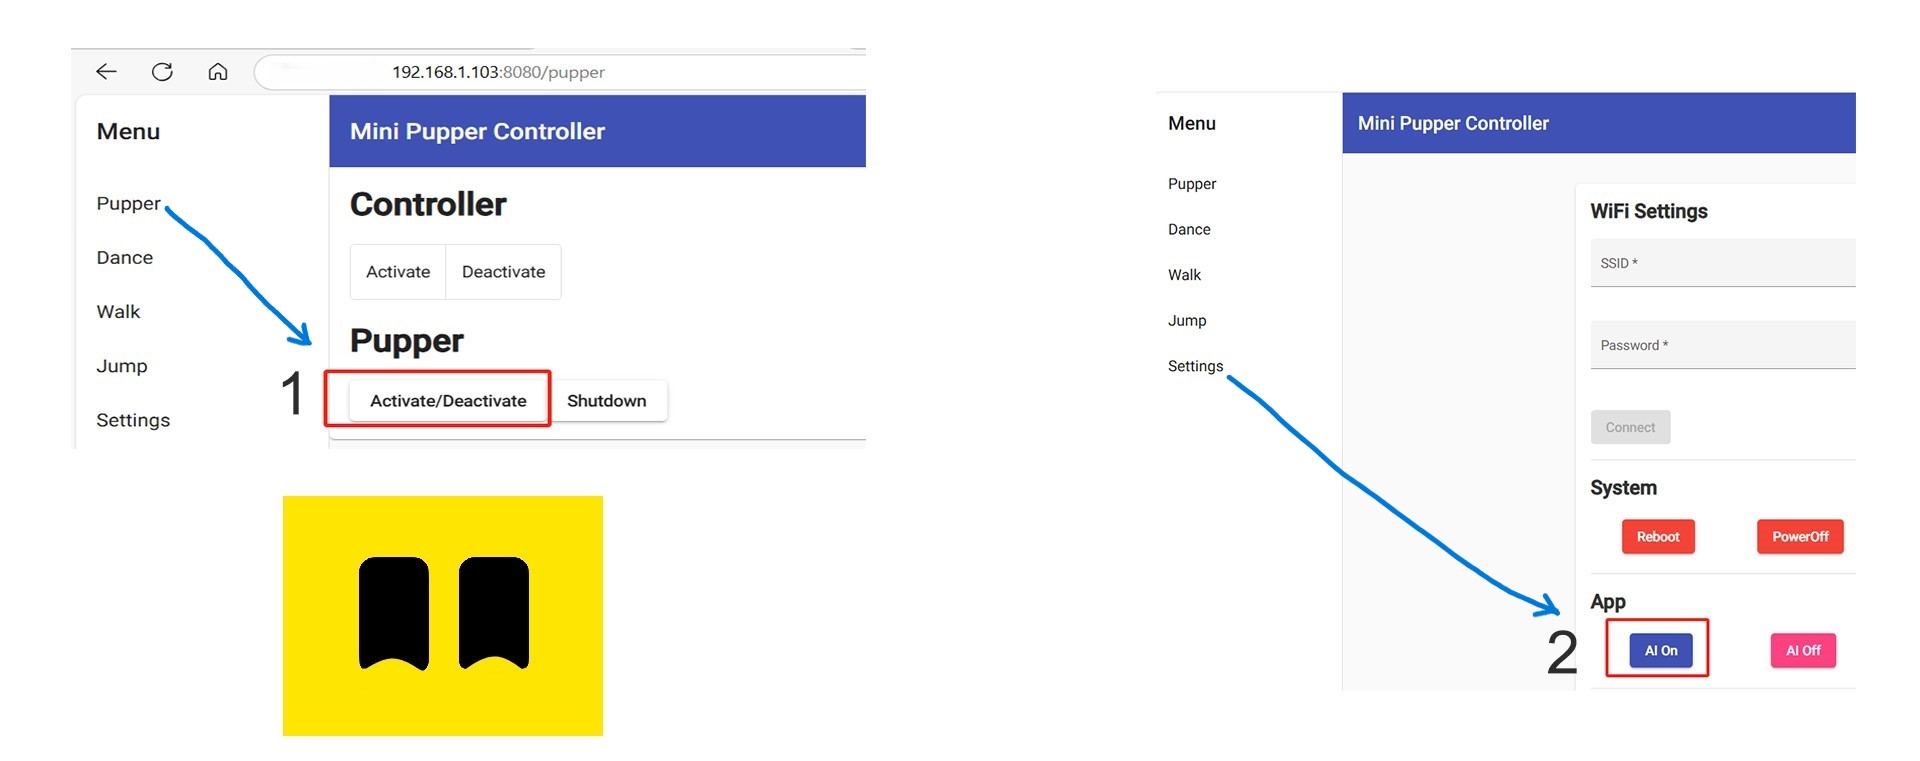 192.168.1.103:8080/pupper
Menu
Mini Pupper Controller
Pupper
Dance
Walk
Jump
Settings
Controller
Activate
Deactivate
Pupper
1
Activate/Deactivate
Shutdown
Menu
Mini Pupper Controller
Pupper
Dance
Walk
Jump
Settings
WiFi Settings
SSID *
Password *
Connect
System
Reboot
PowerOff
App
2
AI On
AI Off